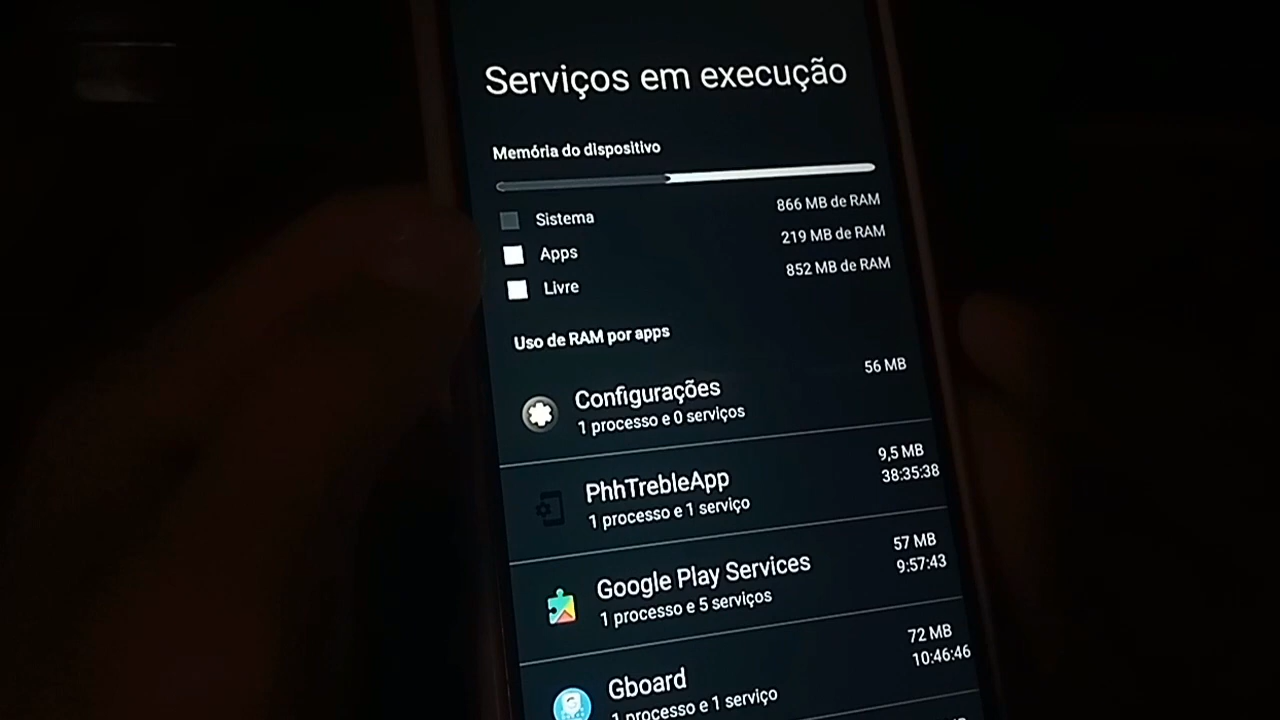 Serviços em execução
Memória do dispositivo
Sistema 866 MB de RAM
Apps 219 MB de RAM
Livre 852 MB de RAM
Uso de RAM por apps
Configurações 56 MB
1 processo e 0 serviços
PhhTrebleApp 9,5 MB
1 processo e 1 serviço 38:35:38
Google Play Services 57 MB
1 processo e 5 serviços 9:57:43
Gboard 72 MB
1 processo e 1 serviço 10:46:46